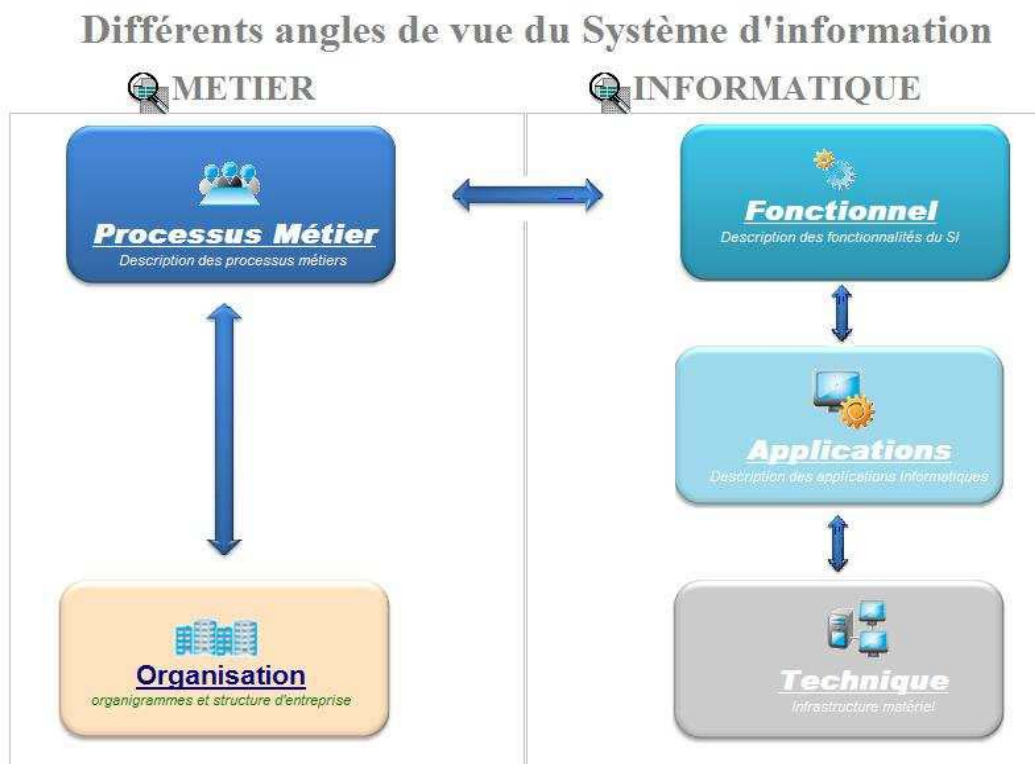 Différents angles de vue du Système d'information
METIER
INFORMATIQUE
Processus Métier
Description des processus métiers
Organisation
organigrammes et structure d'entreprise
Fonctionnel
Description des fonctionnalités du SI
Applications
Description des applications informatiques
Technique
Infrastructure matériel